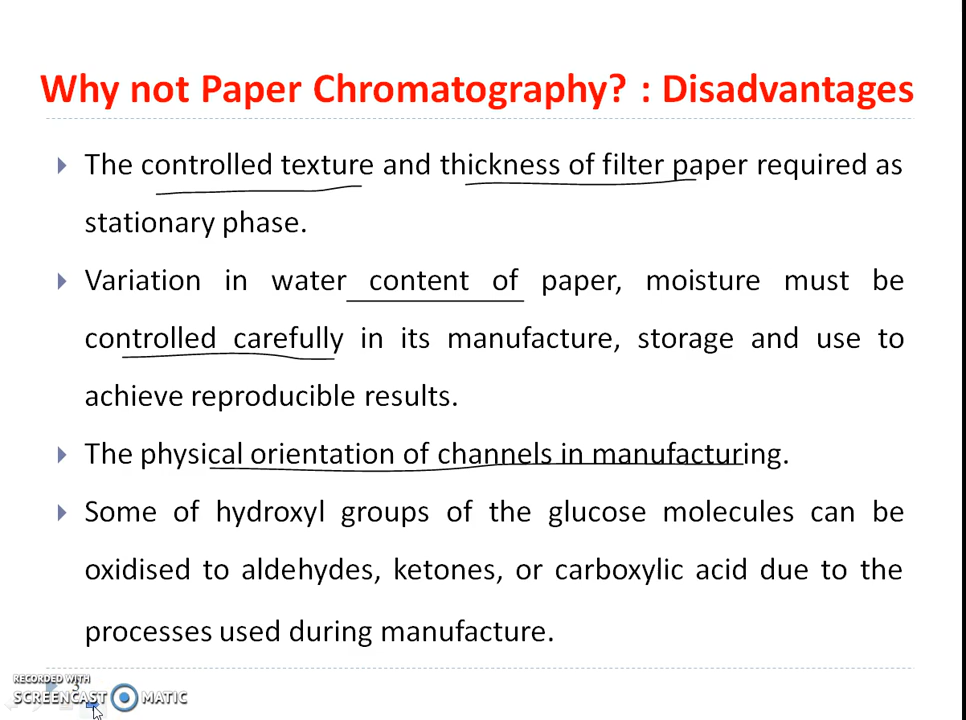 Why not Paper Chromatography? : Disadvantages
The controlled texture and thickness of filter paper required as
stationary phase.
Variation in water content of paper, moisture must be
controlled carefully in its manufacture, storage and use to
achieve reproducible results.
The physical orientation of channels in manufacturing.
Some of hydroxyl groups of the glucose molecules can be
oxidised to aldehydes, ketones, or carboxylic acid due to the
processes used during manufacture.
RECORDED WITH
3
SCREENCAST MATIC